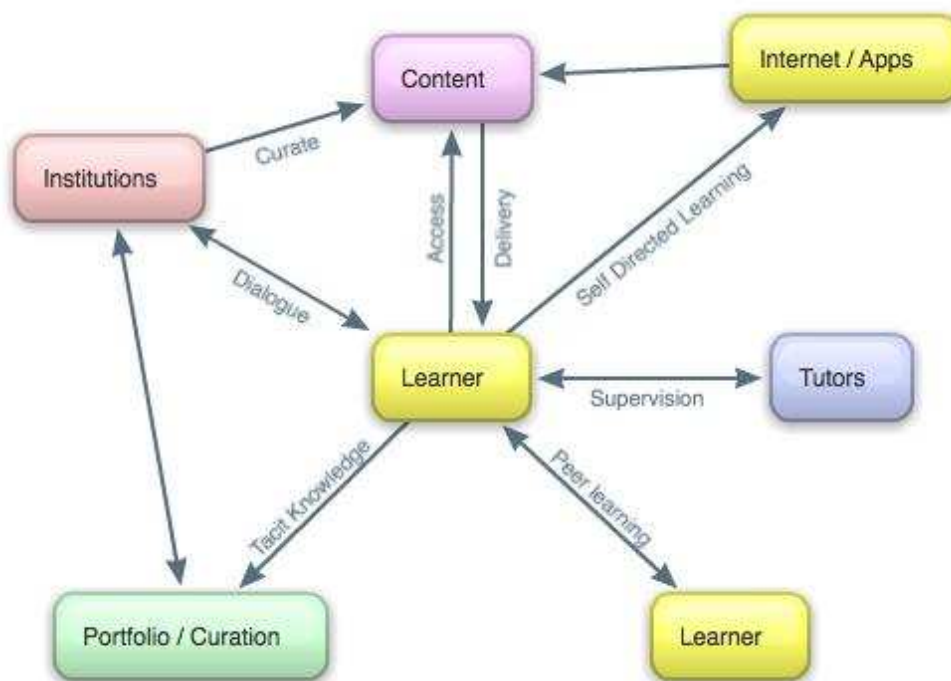 Internet / Apps
Content
Curate
Institutions
Access
Delivery
Self Directed Learning
Dialogue
Learner
Tutors
Supervision
Tacit Knowledge
Peer learning
Portfolio / Curation
Learner